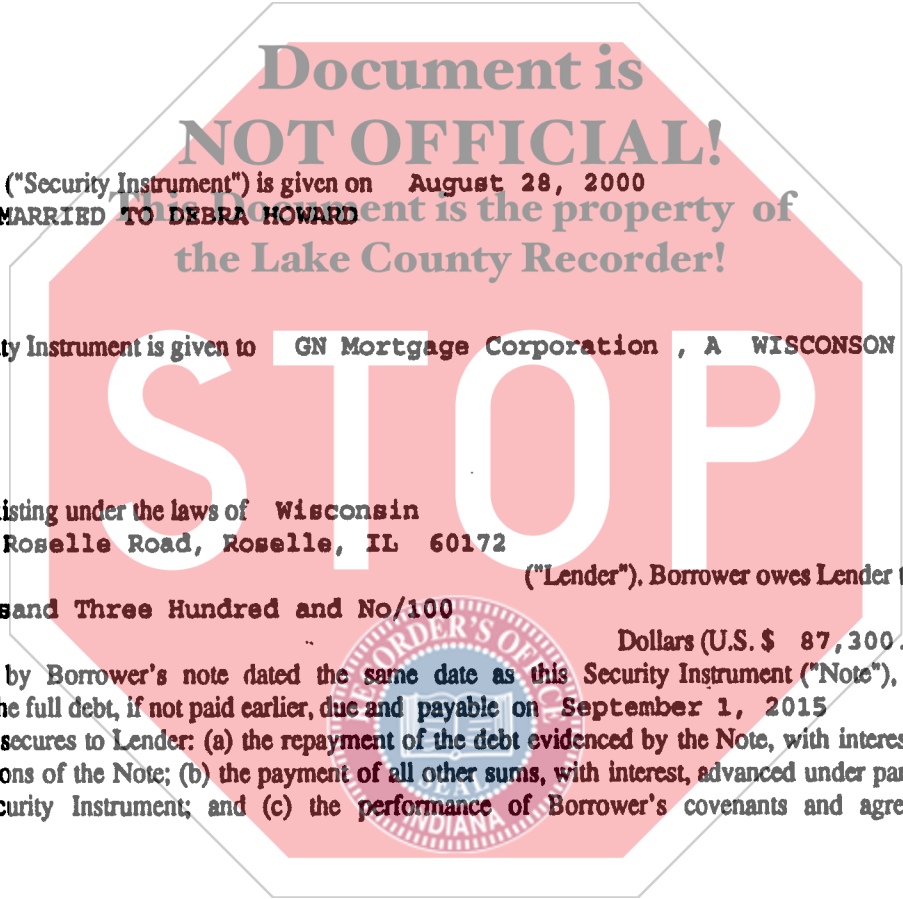 Document is
NOT OFFICIAL!
("Security Instrument") is given on August 28, 2000
This Document is the property of
MARRIED TO DEBRA HOWARD
the Lake County Recorder!
ty Instrument is given to GN Mortgage Corporation , A WISCONSON
STOP
isting under the laws of Wisconsin
Roselle Road, Roselle, IL 60172
("Lender"). Borrower owes Lender t
sand Three Hundred and No/100
Dollars (U.S. $ 87,300.
by Borrower's note dated the same date as this Security Instrument ("Note"),
he full debt, if not paid earlier, due and payable on September 1, 2015
secures to Lender: (a) the repayment of the debt evidenced by the Note, with interes
ons of the Note; (b) the payment of all other sums, with interest, advanced under par
curity Instrument; and (c) the performance of Borrower's covenants and agre
RECORDER'S OFFICE
SEAL
INDIANA